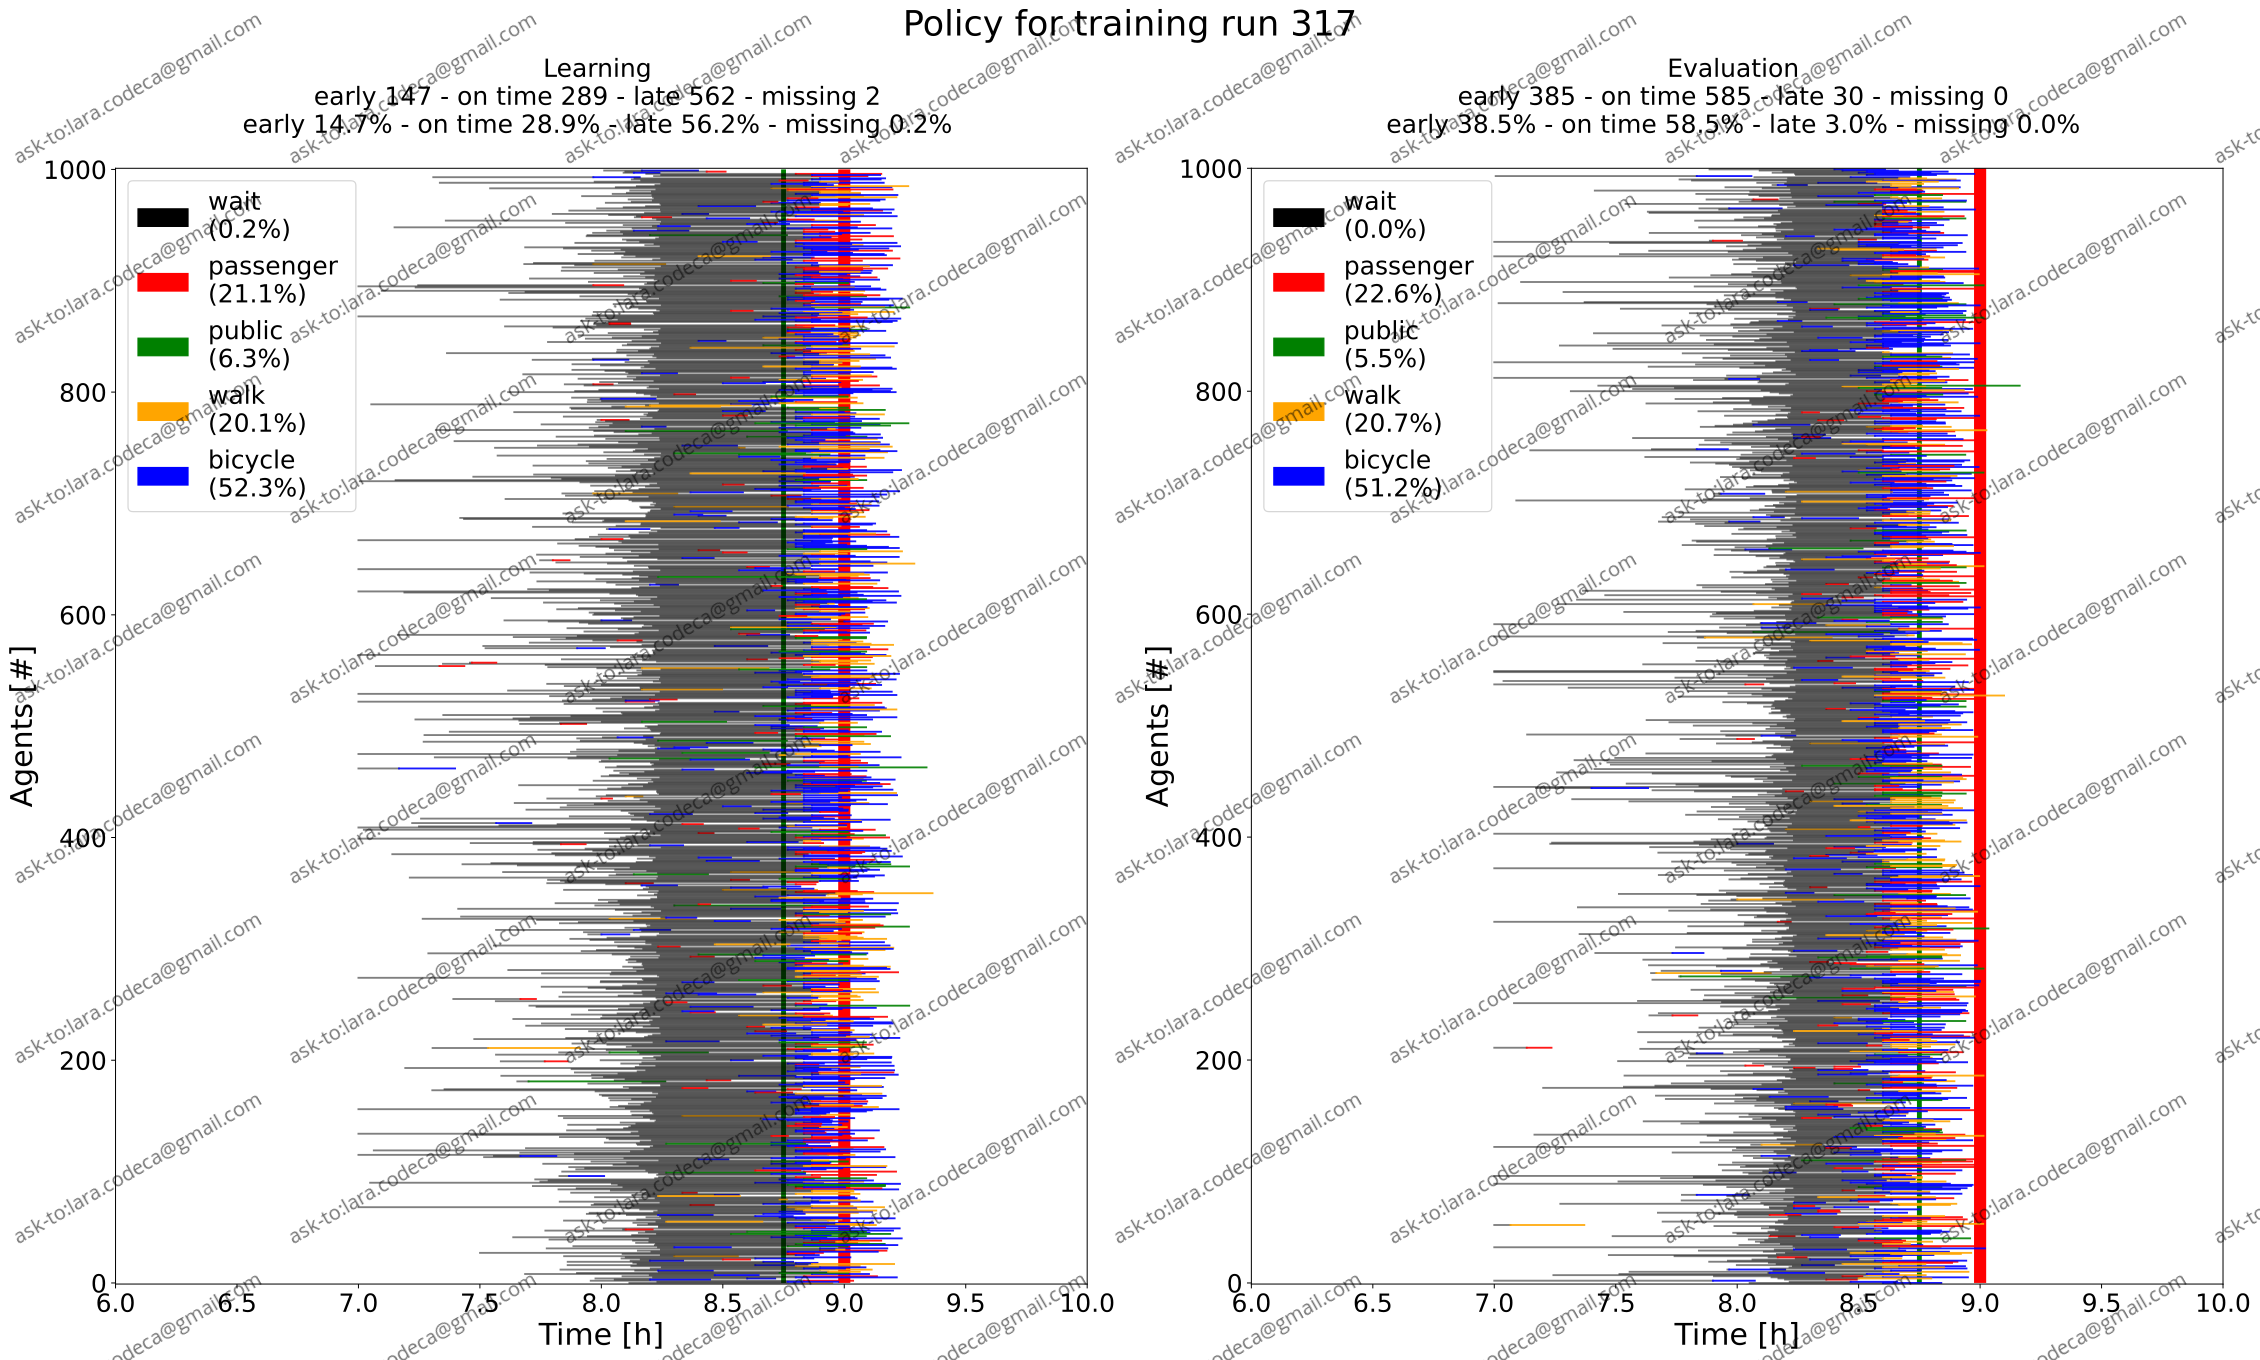 Policy for training run 317
Learning
early 147 - on time 289 - late 562 - missing 2
early 14.7% - on time 28.9% - late 56.2% - missing 0.2%
Evaluation
early 385 - on time 585 - late 30 - missing 0
early 38.5% - on time 58.5% - late 3.0% - missing 0.0%
wait
(0.2%)
passenger
(21.1%)
public
(6.3%)
walk
(20.1%)
bicycle
(52.3%)
wait
(0.0%)
passenger
(22.6%)
public
(5.5%)
walk
(20.7%)
bicycle
(51.2%)
Agents [#]
1000
800
600
400
200
0
6.0 6.5 7.0 7.5 8.0 8.5 9.0 9.5 10.0
Time [h]
Agents [#]
1000
800
600
400
200
0
6.0 6.5 7.0 7.5 8.0 8.5 9.0 9.5 10.0
Time [h]
ask-to:lara.codeca@gmail.com